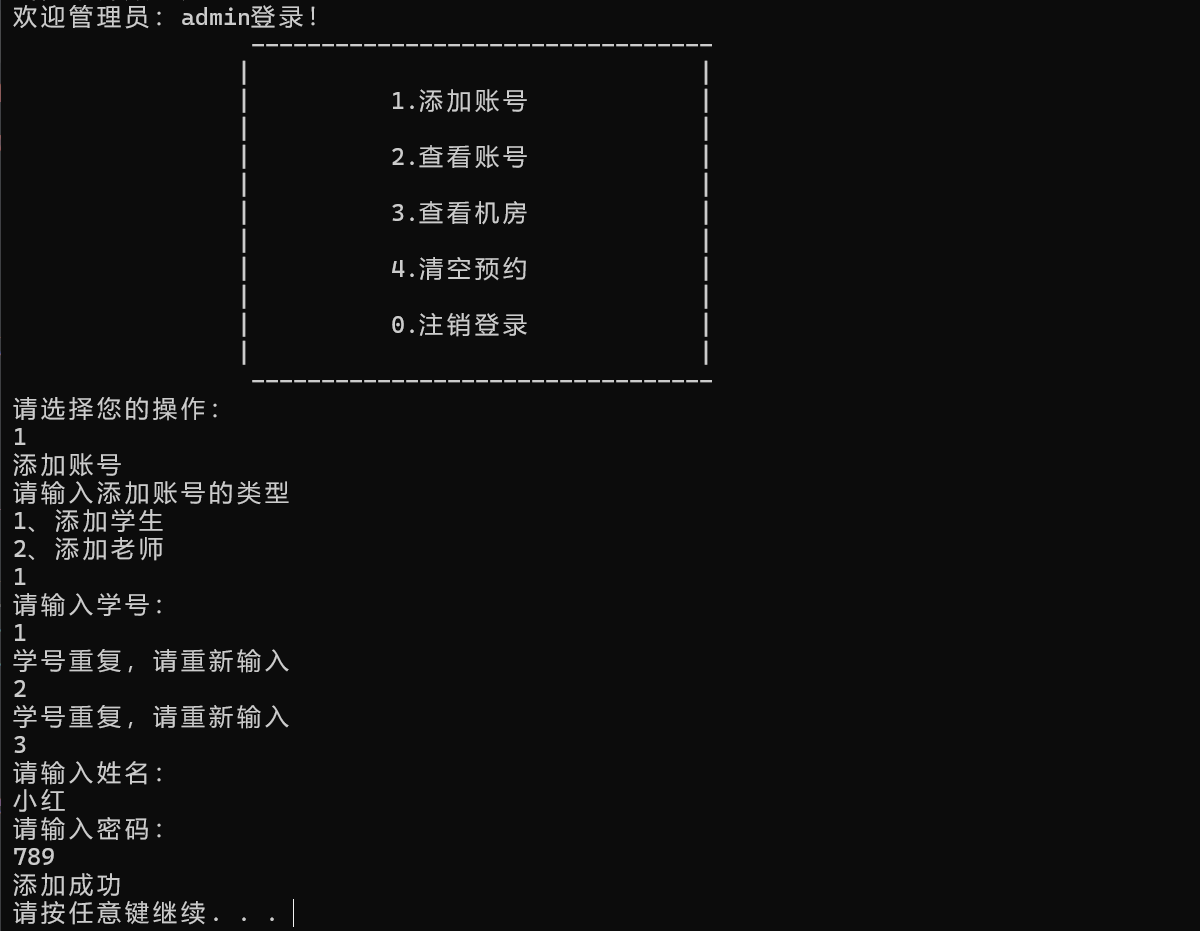 欢迎管理员：admin登录！
---------------------------------
|                                |
|          1.添加账号            |
|                                |
|          2.查看账号            |
|                                |
|          3.查看机房            |
|                                |
|          4.清空预约            |
|                                |
|          0.注销登录            |
|                                |
---------------------------------
请选择您的操作：
1
添加账号
请输入添加账号的类型
1、添加学生
2、添加老师
1
请输入学号：
1
学号重复，请重新输入
2
学号重复，请重新输入
3
请输入姓名：
小红
请输入密码：
789
添加成功
请按任意键继续. . .